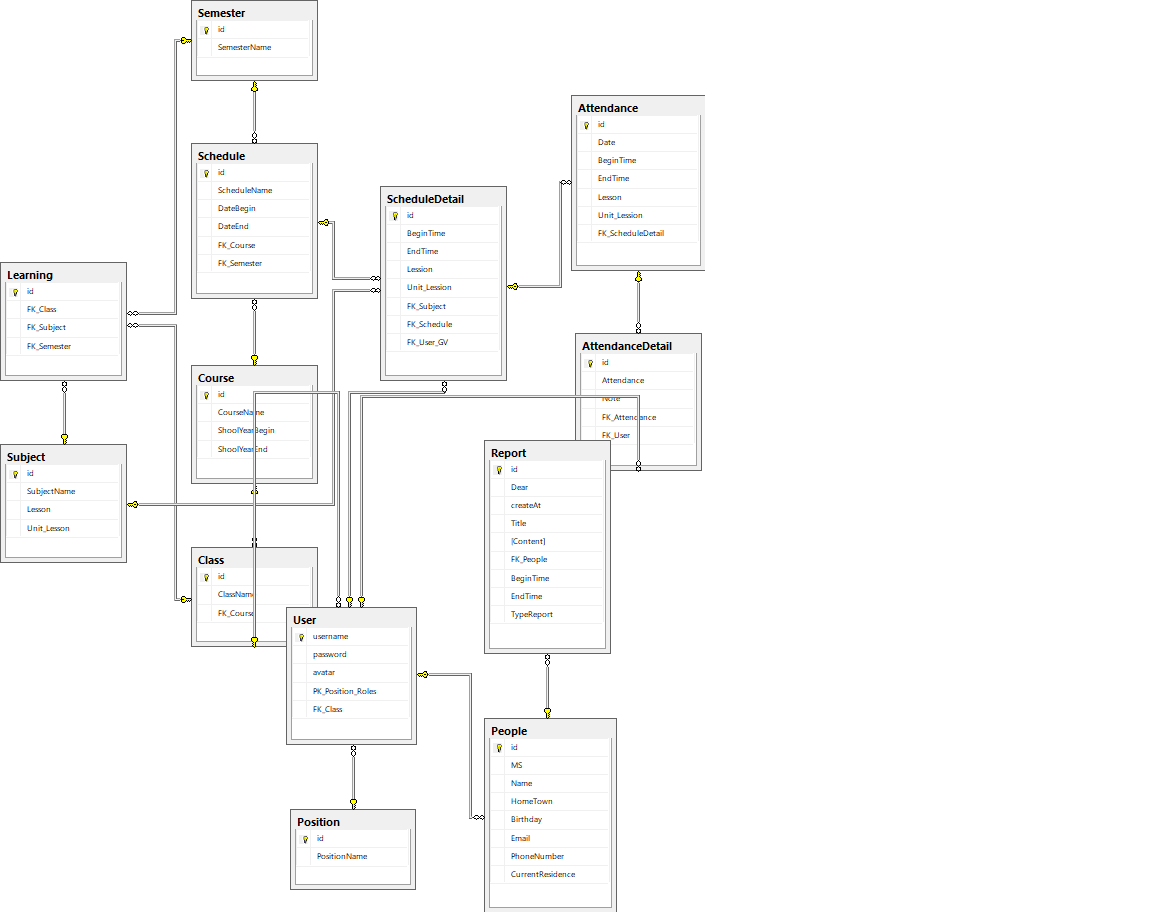 Semester
id
SemesterName
Schedule
id
ScheduleName
DateBegin
DateEnd
FK_Course
FK_Semester
ScheduleDetail
id
BeginTime
EndTime
Lession
Unit_Lession
FK_Subject
FK_Schedule
FK_User_GV
Attendance
id
Date
BeginTime
EndTime
Lesson
Unit_Lession
FK_ScheduleDetail
Learning
id
FK_Class
FK_Subject
FK_Semester
AttendanceDetail
id
Attendance
Note
FK_Attendance
FK_User
Course
id
CourseName
ShoolYearBegin
ShoolYearEnd
Subject
id
SubjectName
Lesson
Unit_Lesson
Report
id
Dear
createAt
Title
[Content]
FK_People
BeginTime
EndTime
TypeReport
Class
id
ClassName
FK_Course
User
username
password
avatar
PK_Position_Roles
FK_Class
People
id
MS
Name
HomeTown
Birthday
Email
PhoneNumber
CurrentResidence
Position
id
PositionName